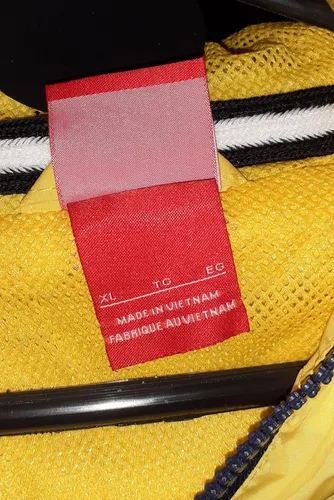 XL TG EG
MADE IN VIETNAM
FABRIQUE AU VIETNAM